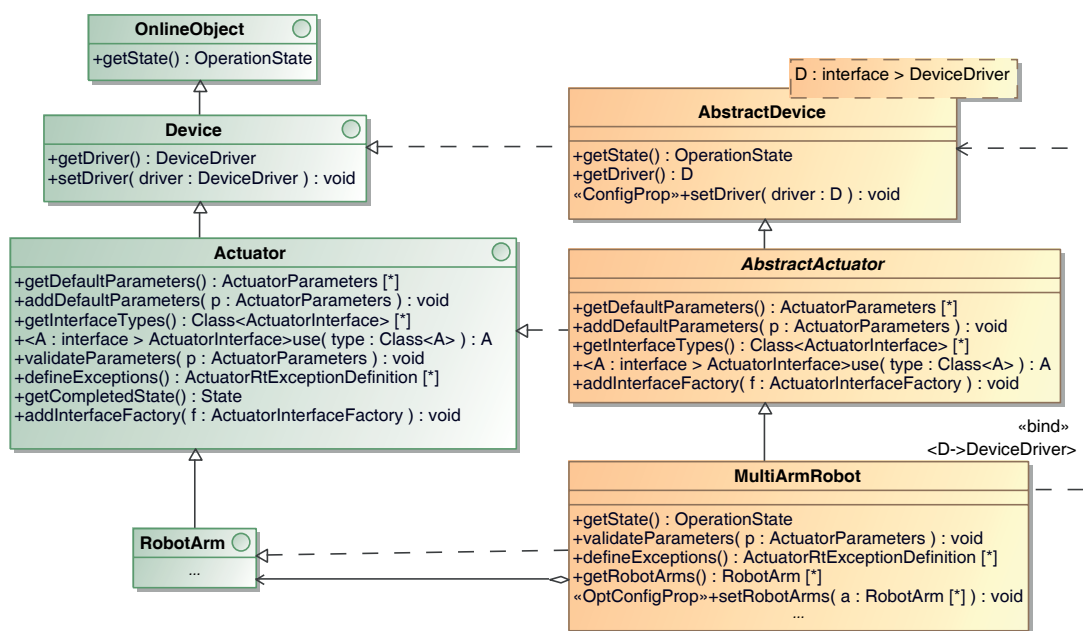 OnlineObject
+getState() : OperationState
Device
+getDriver() : DeviceDriver
+setDriver( driver : DeviceDriver ) : void
Actuator
+getDefaultParameters() : ActuatorParameters [*]
+addDefaultParameters( p : ActuatorParameters ) : void
+getInterfaceTypes() : Class<ActuatorInterface> [*]
+<A : interface > ActuatorInterface>use( type : Class<A> ) : A
+validateParameters( p : ActuatorParameters ) : void
+defineExceptions() : ActuatorRtExceptionDefinition [*]
+getCompletedState() : State
+addInterfaceFactory( f : ActuatorInterfaceFactory ) : void
RobotArm
...
D : interface > DeviceDriver
AbstractDevice
+getState() : OperationState
+getDriver() : D
«ConfigProp»+setDriver( driver : D ) : void
AbstractActuator
+getDefaultParameters() : ActuatorParameters [*]
+addDefaultParameters( p : ActuatorParameters ) : void
+getInterfaceTypes() : Class<ActuatorInterface> [*]
+<A : interface > ActuatorInterface>use( type : Class<A> ) : A
+addInterfaceFactory( f : ActuatorInterfaceFactory ) : void
«bind»
<D->DeviceDriver>
MultiArmRobot
+getState() : OperationState
+validateParameters( p : ActuatorParameters ) : void
+defineExceptions() : ActuatorRtExceptionDefinition [*]
+getRobotArms() : RobotArm [*]
«OptConfigProp»+setRobotArms( a : RobotArm [*] ) : void
...